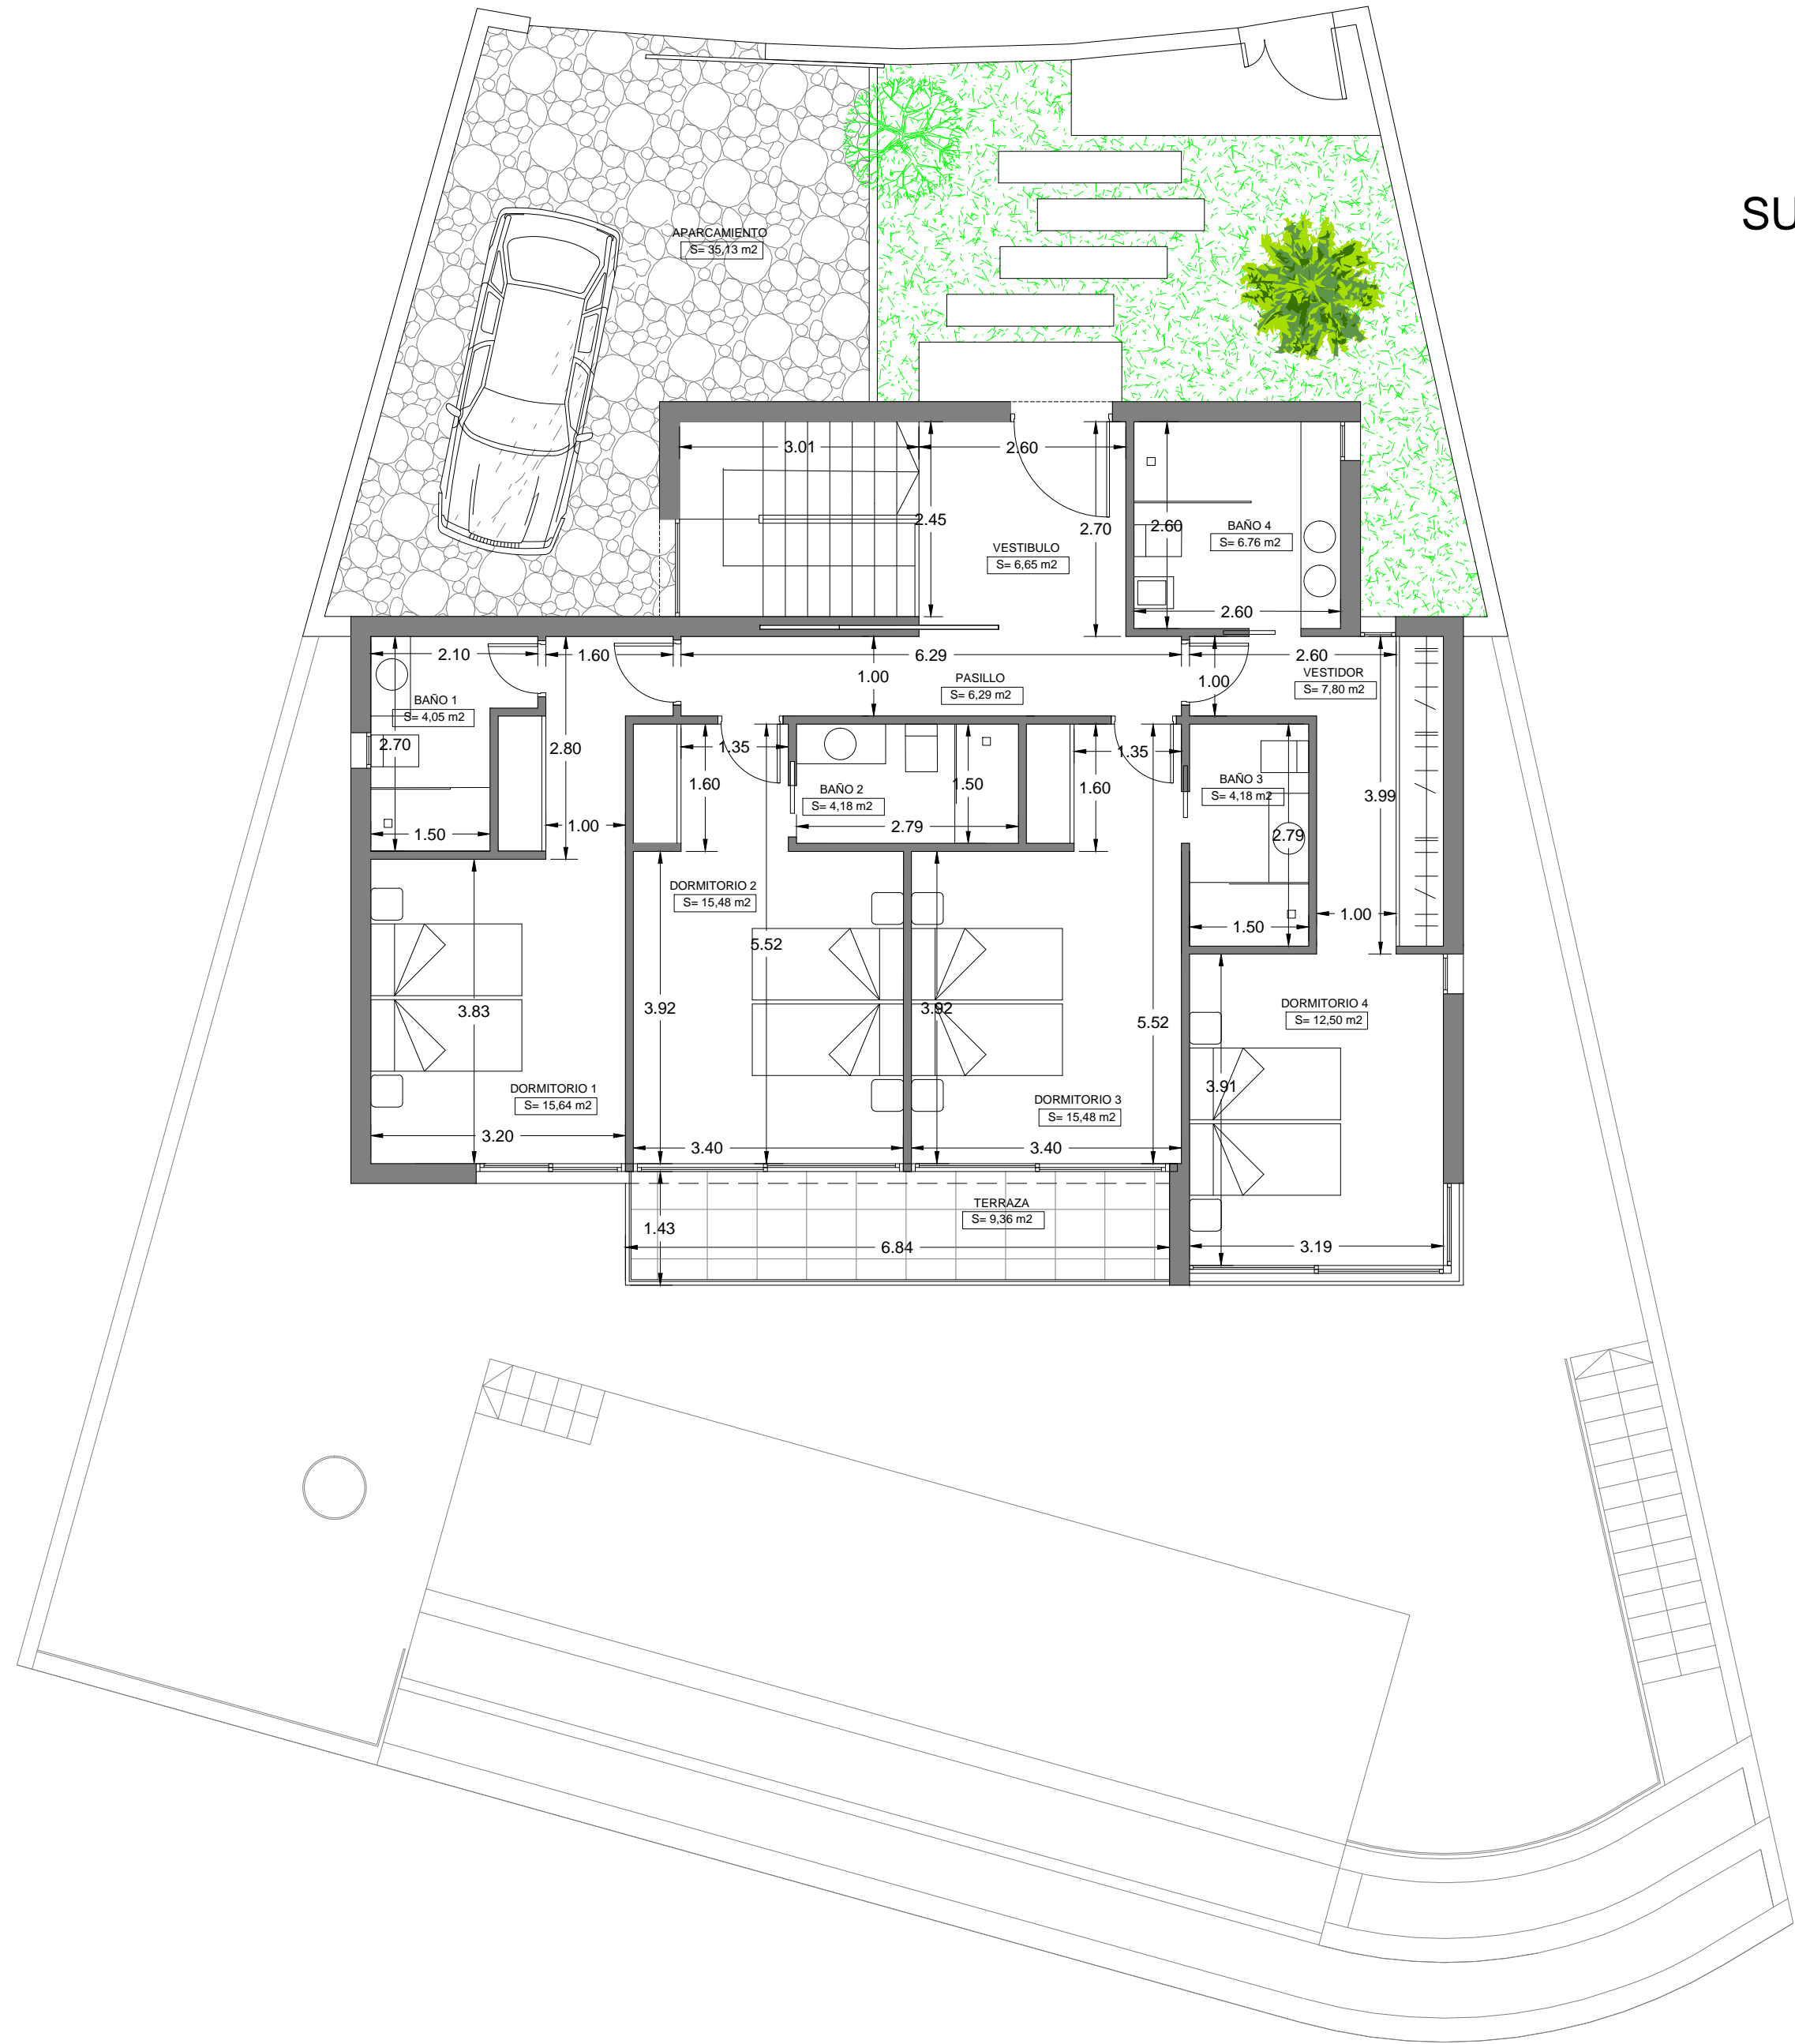 SU
APARCAMIENTO
S= 35,13 m2
3.01
2.60
2.45
2.70
2.60
BAÑO 4
S= 6.76 m2
VESTIBULO
S= 6,65 m2
2.60
2.10
1.60
6.29
2.60
1.00
PASILLO
S= 6,29 m2
1.00
VESTIDOR
S= 7,80 m2
BAÑO 1
S= 4,05 m2
2.70
2.80
1.35
1.35
1.60
BAÑO 2
S= 4,18 m2
1.50
1.60
BAÑO 3
S= 4,18 m2
3.99
1.50
1.00
2.79
2.79
DORMITORIO 2
S= 15,48 m2
1.50
1.00
5.52
3.83
3.92
3.92
5.52
DORMITORIO 4
S= 12,50 m2
3.91
DORMITORIO 1
S= 15,64 m2
DORMITORIO 3
S= 15,48 m2
3.20
3.40
3.40
TERRAZA
S= 9,36 m2
1.43
6.84
3.19